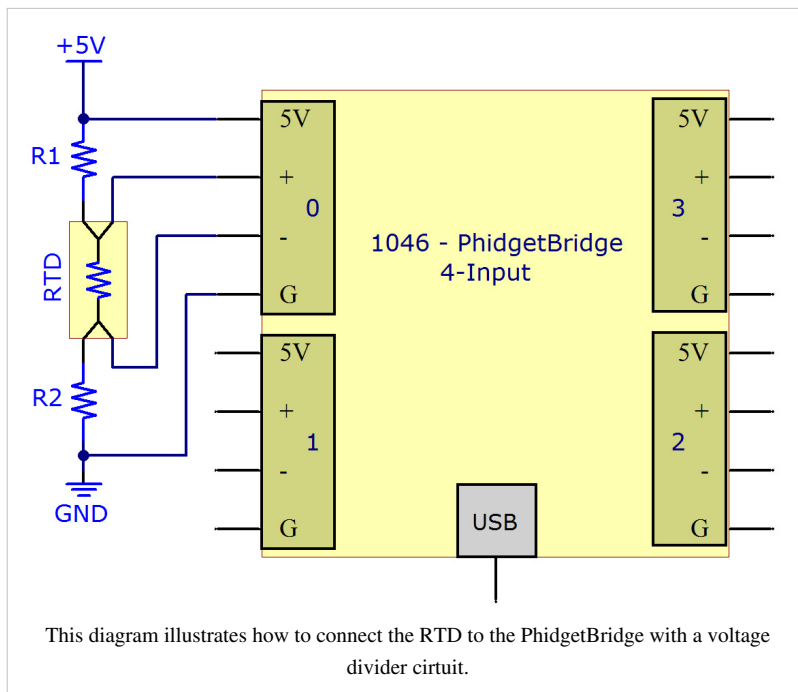 +5V
R1
RTD
R2
GND
5V
+
0
-
G
5V
+
1
-
G
1046 - PhidgetBridge
4-Input
USB
5V
+
3
-
G
5V
+
2
-
G
This diagram illustrates how to connect the RTD to the PhidgetBridge with a voltage
divider cirtuit.